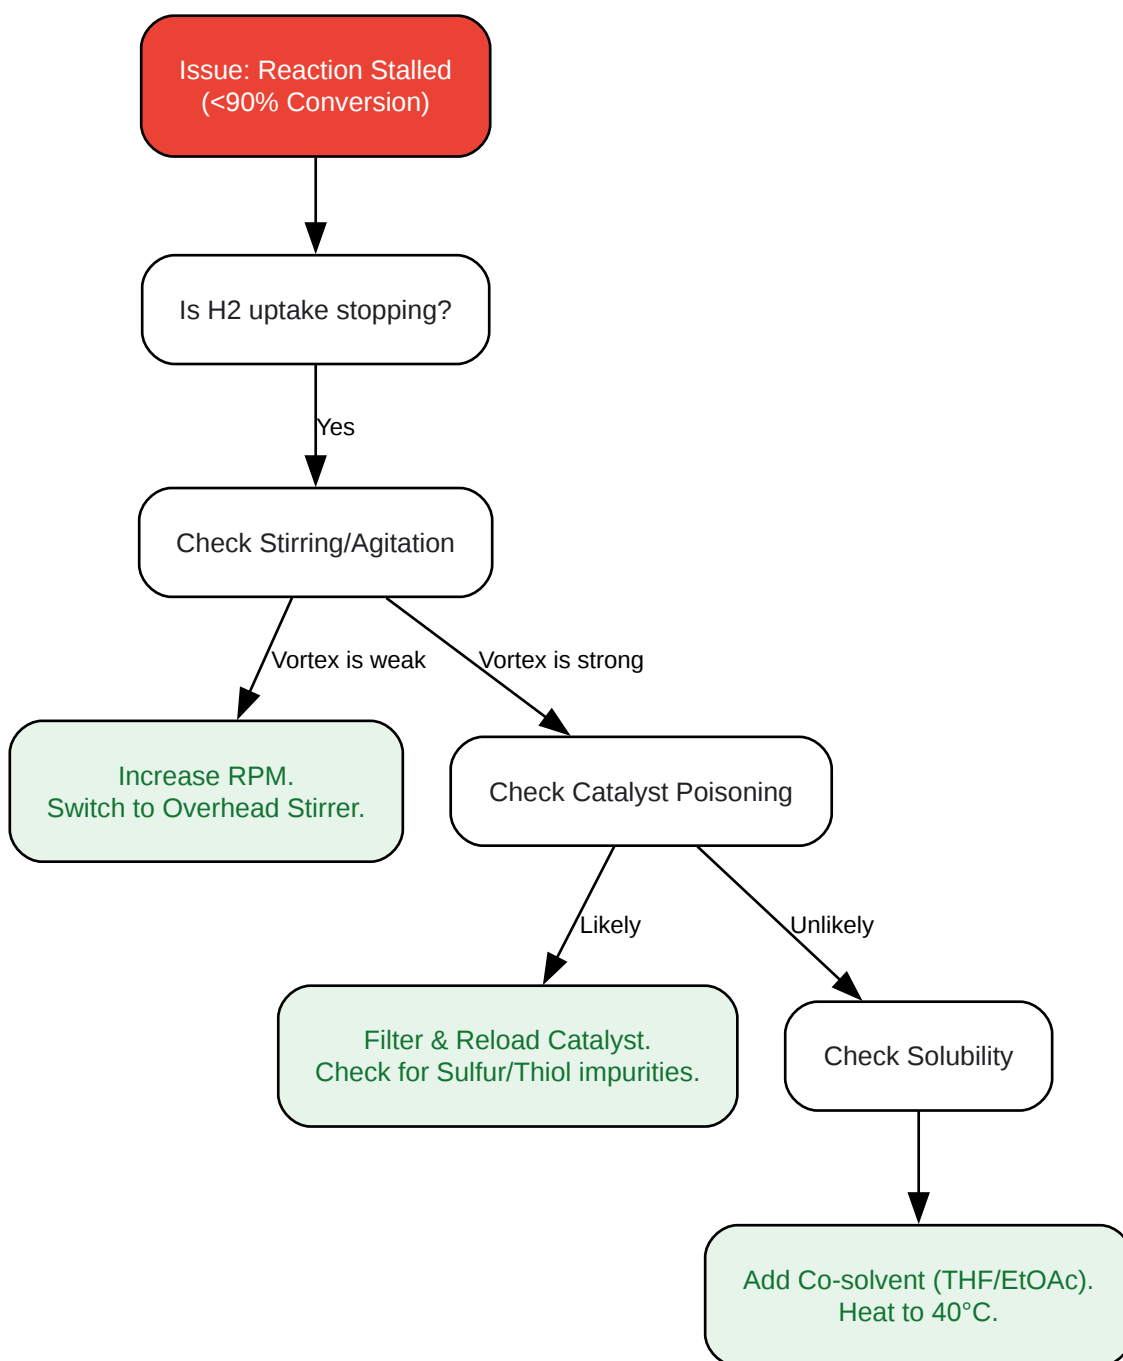 Issue: Reaction Stalled
(<90% Conversion)
Is H2 uptake stopping?
Yes
Check Stirring/Agitation
Vortex is weak
Vortex is strong
Increase RPM.
Switch to Overhead Stirrer.
Check Catalyst Poisoning
Likely
Unlikely
Filter & Reload Catalyst.
Check for Sulfur/Thiol impurities.
Check Solubility
Add Co-solvent (THF/EtOAc).
Heat to 40°C.